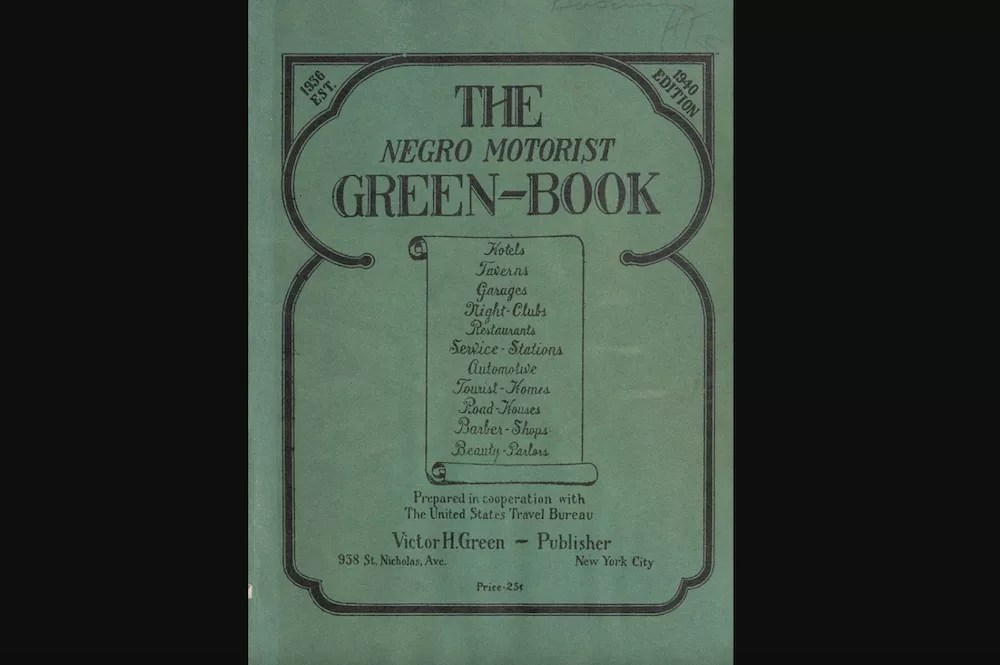 1936
EST.
1940
EDITION
THE
NEGRO MOTORIST
GREEN-BOOK
Hotels
Taverns
Garages
Night-Clubs
Restaurants
Service-Stations
Automotive
Tourist-Homes
Road-Houses
Barber-Shops
Beauty-Parlors
Prepared in cooperation with
The United States Travel Bureau
Victor H. Green - Publisher
938 St. Nicholas, Ave. New York City
Price-25¢